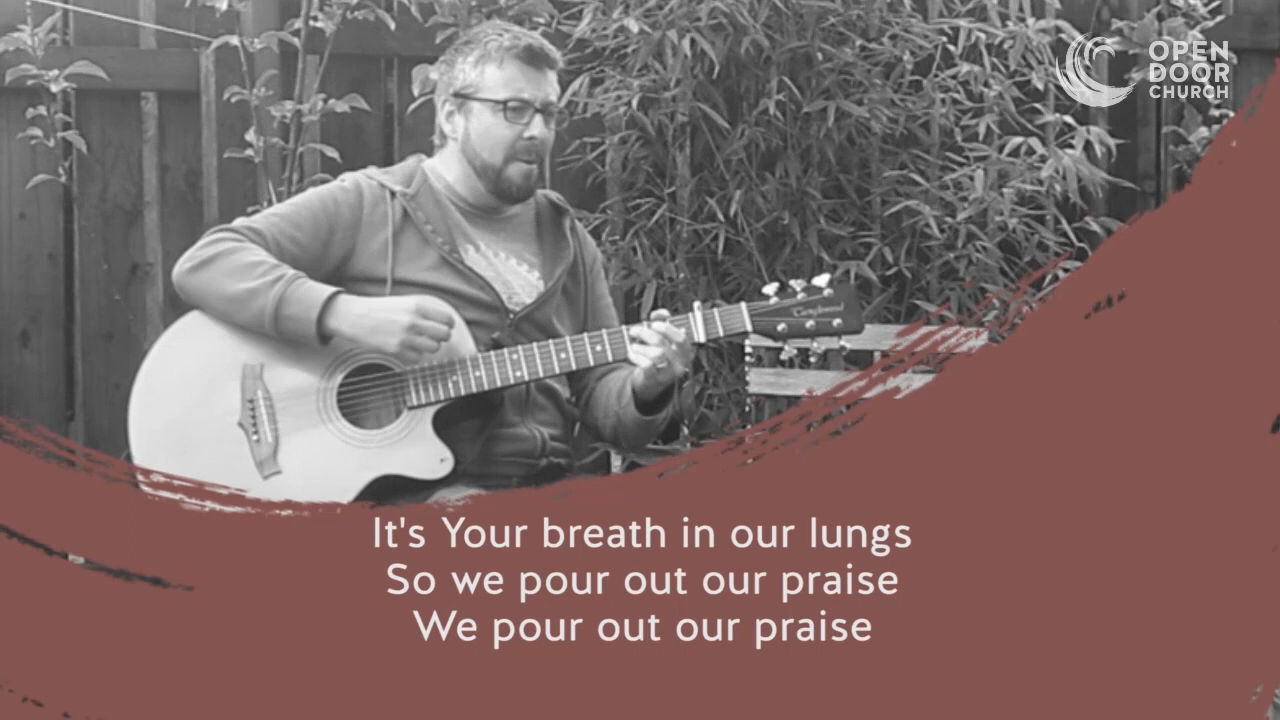 OPEN
DOOR
CHURCH
Tanglewood
It's Your breath in our lungs
So we pour out our praise
We pour out our praise